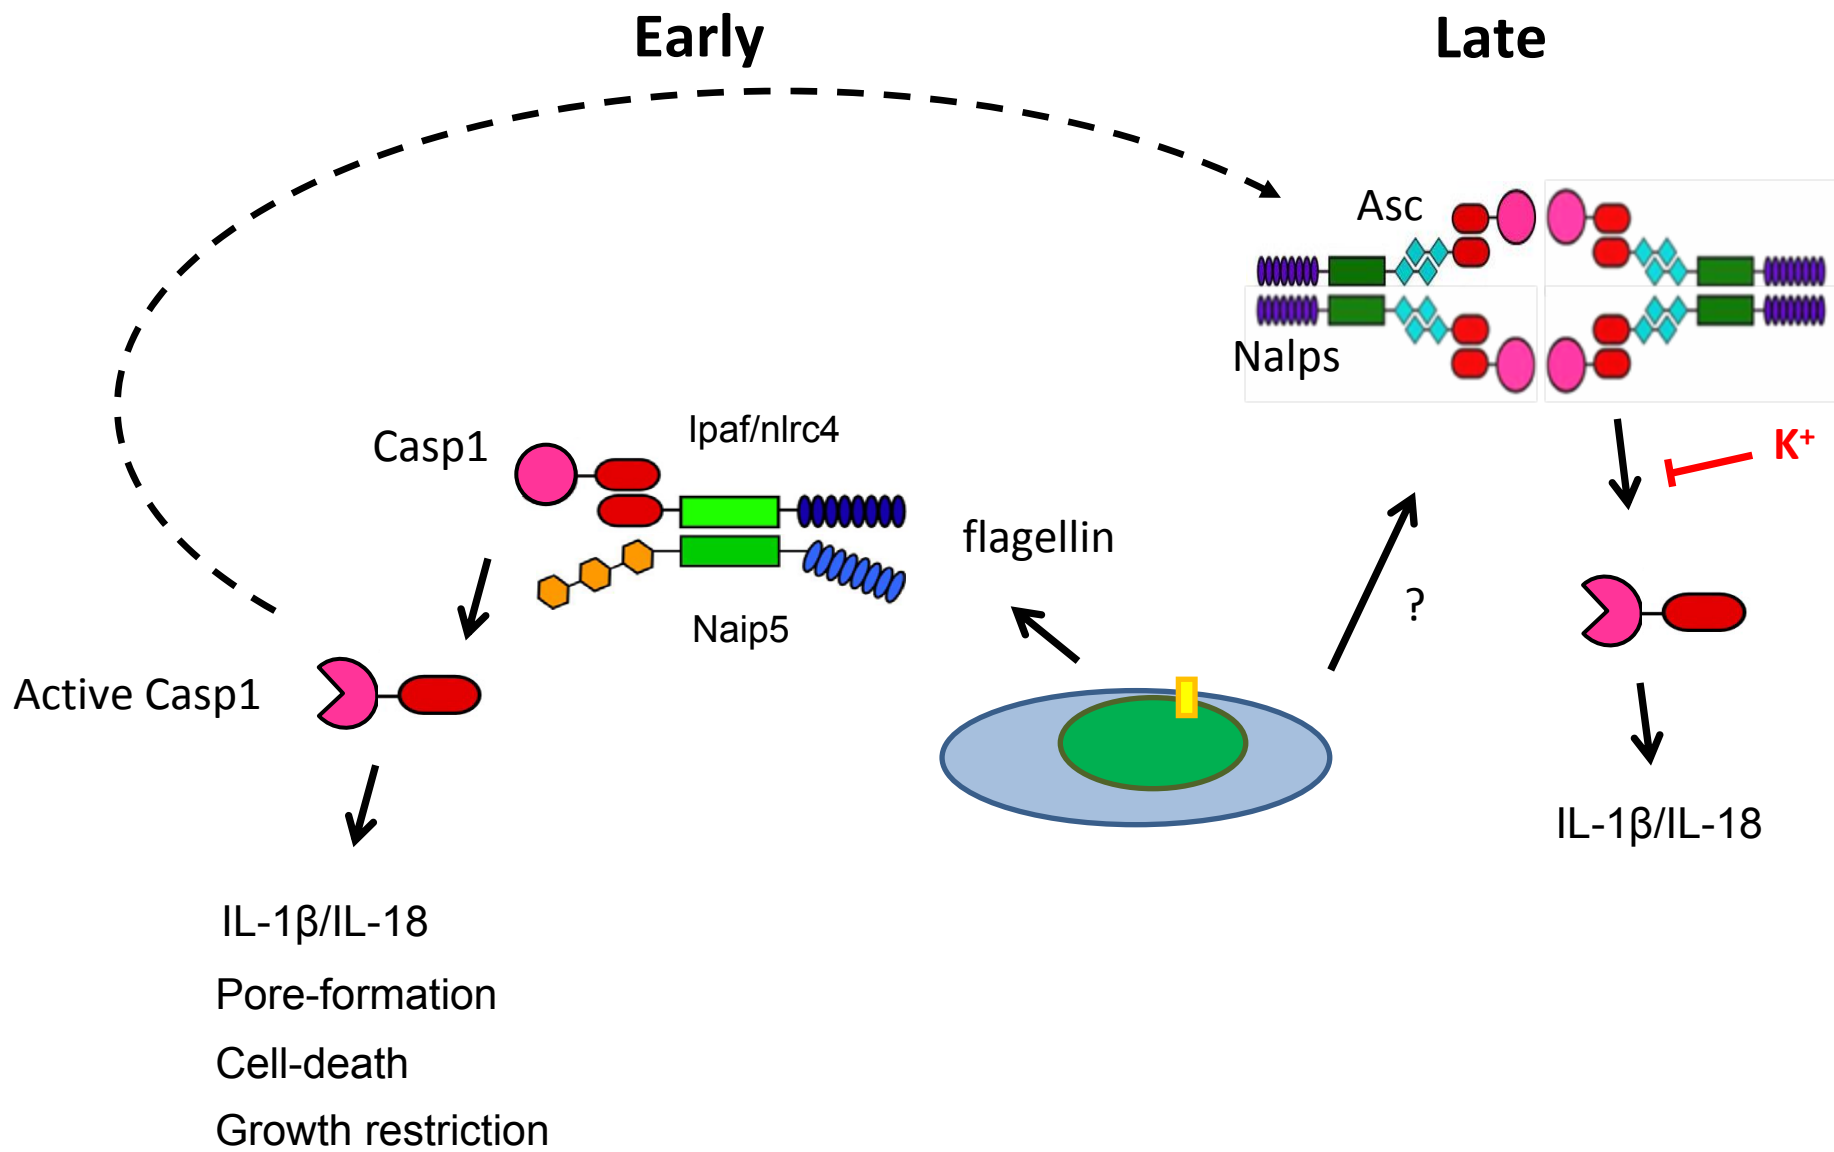 Early
Late
Asc
Nalps
K+
Ipaf/nlrc4
Casp1
flagellin
?
Naip5
Active Casp1
IL-1β/IL-18
IL-1β/IL-18
Pore-formation
Cell-death
Growth restriction